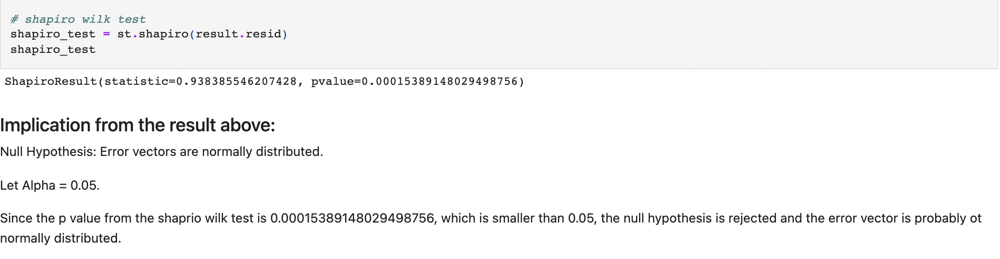 # shapiro wilk test
shapiro_test = st.shapiro(result.resid)
shapiro_test
ShapiroResult(statistic=0.938385546207428, pvalue=0.00015389148029498756)
Implication from the result above:
Null Hypothesis: Error vectors are normally distributed.
Let Alpha = 0.05.
Since the p value from the shaprio wilk test is 0.00015389148029498756, which is smaller than 0.05, the null hypothesis is rejected and the error vector is probably ot
normally distributed.